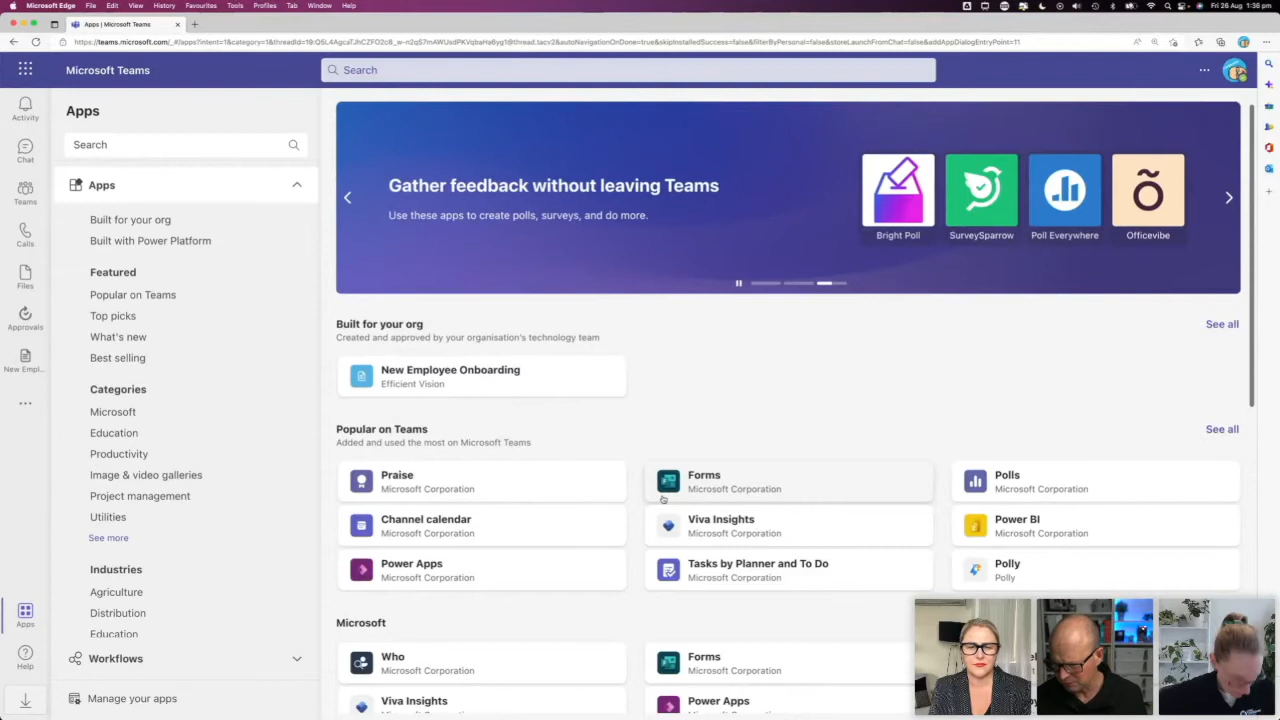 Microsoft Edge File Edit View History Favourites Tools Profiles Tab Window Help
Fri 26 Aug 1:36 pm
Apps | Microsoft Teams
Microsoft Teams
Search
Activity
Chat
Teams
Calls
Files
Approvals
New Empl...
Apps
Help
Apps
Search
Apps
Built for your org
Built with Power Platform
Featured
Popular on Teams
Top picks
What's new
Best selling
Categories
Microsoft
Education
Productivity
Image & video galleries
Project management
Utilities
See more
Industries
Agriculture
Distribution
Education
Workflows
Manage your apps
Gather feedback without leaving Teams
Use these apps to create polls, surveys, and do more.
Bright Poll
SurveySparrow
Poll Everywhere
Officevibe
Built for your org
See all
Created and approved by your organisation's technology team
New Employee Onboarding
Efficient Vision
Popular on Teams
See all
Added and used the most on Microsoft Teams
Praise
Microsoft Corporation
Forms
Microsoft Corporation
Polls
Microsoft Corporation
Channel calendar
Microsoft Corporation
Viva Insights
Microsoft Corporation
Power BI
Microsoft Corporation
Power Apps
Microsoft Corporation
Tasks by Planner and To Do
Microsoft Corporation
Polly
Polly
Microsoft
Who
Microsoft Corporation
Forms
Microsoft Corporation
Viva Insights
Power Apps